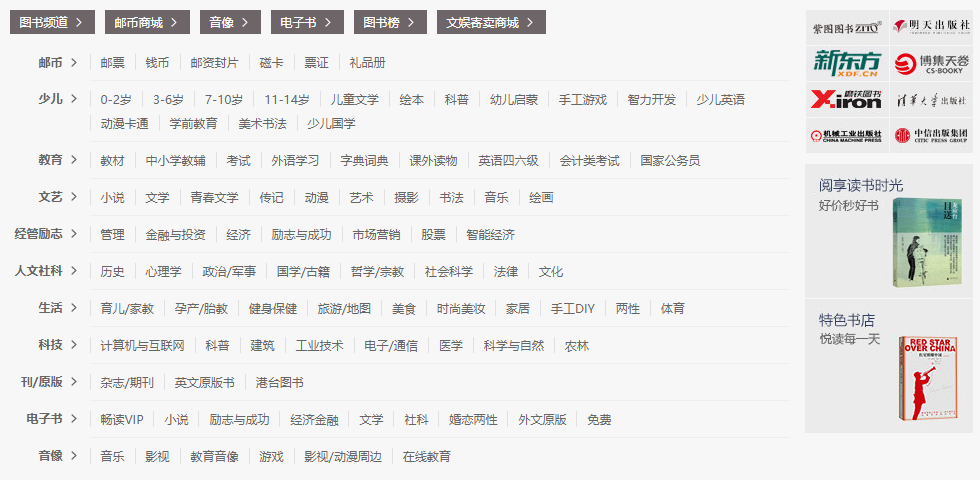 图书频道 > 邮币商城 > 音像 > 电子书 > 图书榜 > 文娱寄卖商城 >
邮币 > 邮票 钱币 邮资封片 磁卡 票证 礼品册
少儿 > 0-2岁 3-6岁 7-10岁 11-14岁 儿童文学 绘本 科普 幼儿启蒙 手工游戏 智力开发 少儿英语
动漫卡通 学前教育 美术书法 少儿国学
教育 > 教材 中小学教辅 考试 外语学习 字典词典 课外读物 英语四六级 会计类考试 国家公务员
文艺 > 小说 文学 青春文学 传记 动漫 艺术 摄影 书法 音乐 绘画
经管励志 > 管理 金融与投资 经济 励志与成功 市场营销 股票 智能经济
人文社科 > 历史 心理学 政治/军事 国学/古籍 哲学/宗教 社会科学 法律 文化
生活 > 育儿/家教 孕产/胎教 健身保健 旅游/地图 美食 时尚美妆 家居 手工DIY 两性 体育
科技 > 计算机与互联网 科普 建筑 工业技术 电子/通信 医学 科学与自然 农林
刊/原版 > 杂志/期刊 英文原版书 港台图书
电子书 > 畅读VIP 小说 励志与成功 经济金融 文学 社科 婚恋两性 外文原版 免费
音像 > 音乐 影视 教育音像 游戏 影视/动漫周边 在线教育
紫图图书 ZITO 明天出版社
新东方 XDF.CN 博集天卷 CS-BOOKY
磨铁图书 Xiron 清华大学出版社
机械工业出版社 CHINA MACHINE PRESS 中信出版集团 CITIC PRESS GROUP
阅享读书时光
好价秒好书
目送
特色书店
悦读每一天
RED STAR
OVER CHINA